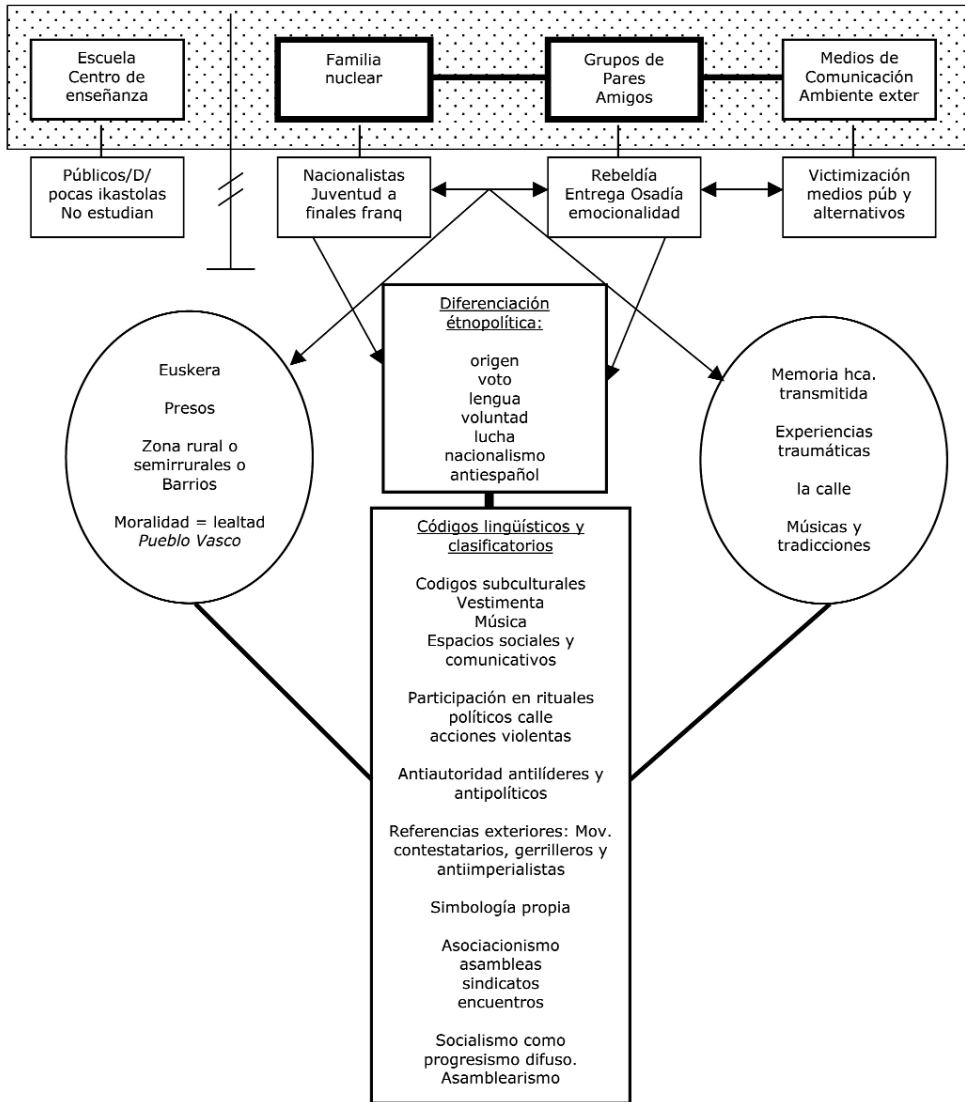 Escuela
Centro de
enseñanza
Familia
nuclear
Grupos de
Pares
Amigos
Medios de
Comunicación
Ambiente exter
Públicos/D/
pocas ikastolas
No estudian
Nacionalistas
Juventud a
finales franq
Rebeldía
Entrega Osadía
emocionalidad
Victimización
medios púb y
alternativos
Euskera
Presos
Zona rural o
semirrurales o
Barrios
Moralidad = lealtad
Pueblo Vasco
Diferenciación
étnopolítica:
origen
voto
lengua
voluntad
lucha
nacionalismo
antiespañol
Memoria hca.
transmitida
Experiencias
traumáticas
la calle
Músicas y
tradicciones
Códigos lingüísticos y
clasificatorios
Codigos subculturales
Vestimenta
Música
Espacios sociales y
comunicativos
Participación en rituales
políticos calle
acciones violentas
Antiautoridad antilíderes y
antipolíticos
Referencias exteriores: Mov.
contestatarios, gerrilleros y
antiimperialistas
Simbología propia
Asociacionismo
asambleas
sindicatos
encuentros
Socialismo como
progresismo difuso.
Asamblearismo